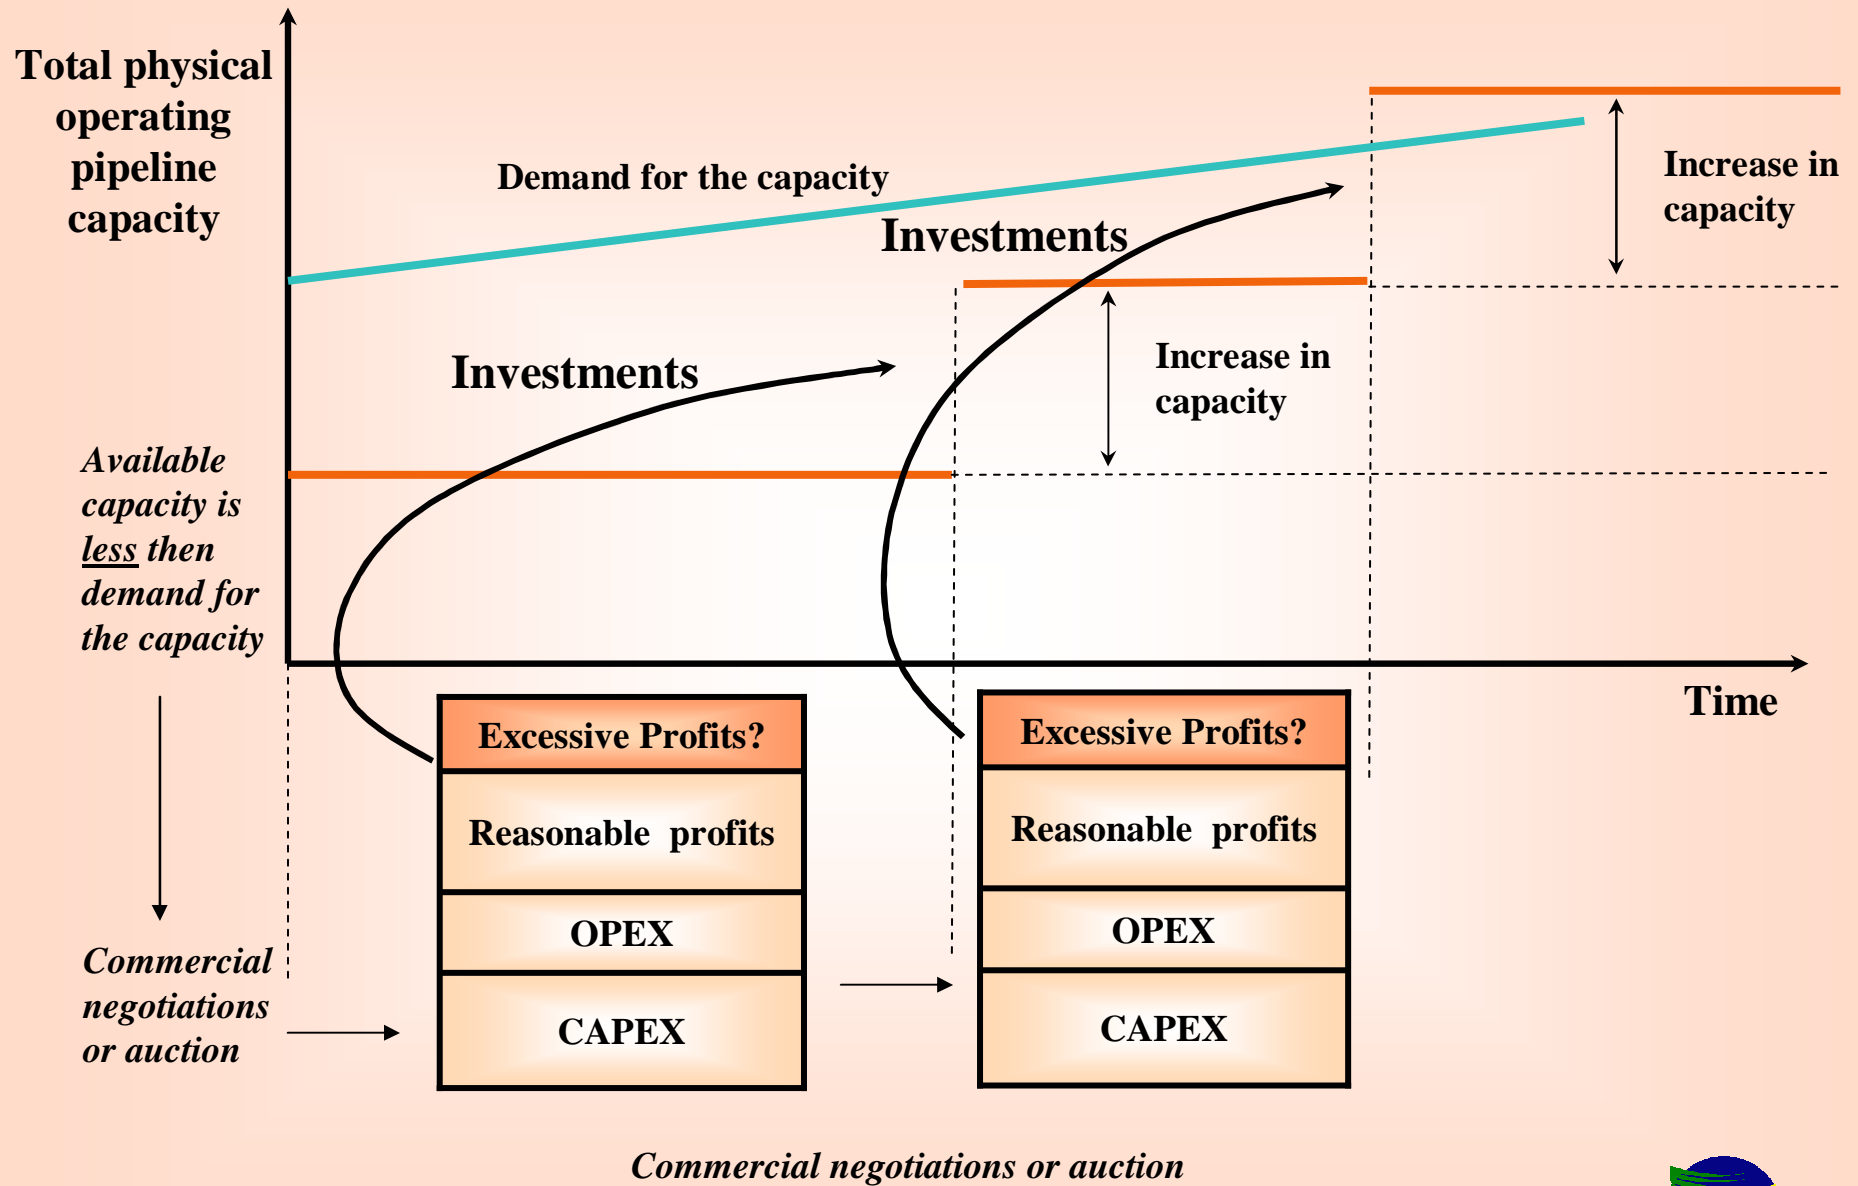 Total physical
operating
pipeline
capacity
Demand for the capacity
Investments
Increase in
capacity
Investments
Increase in
capacity
Available
capacity is
less then
demand for
the capacity
Time
Excessive Profits?
Reasonable profits
OPEX
CAPEX
Excessive Profits?
Reasonable profits
OPEX
CAPEX
Commercial
negotiations
or auction
Commercial negotiations or auction